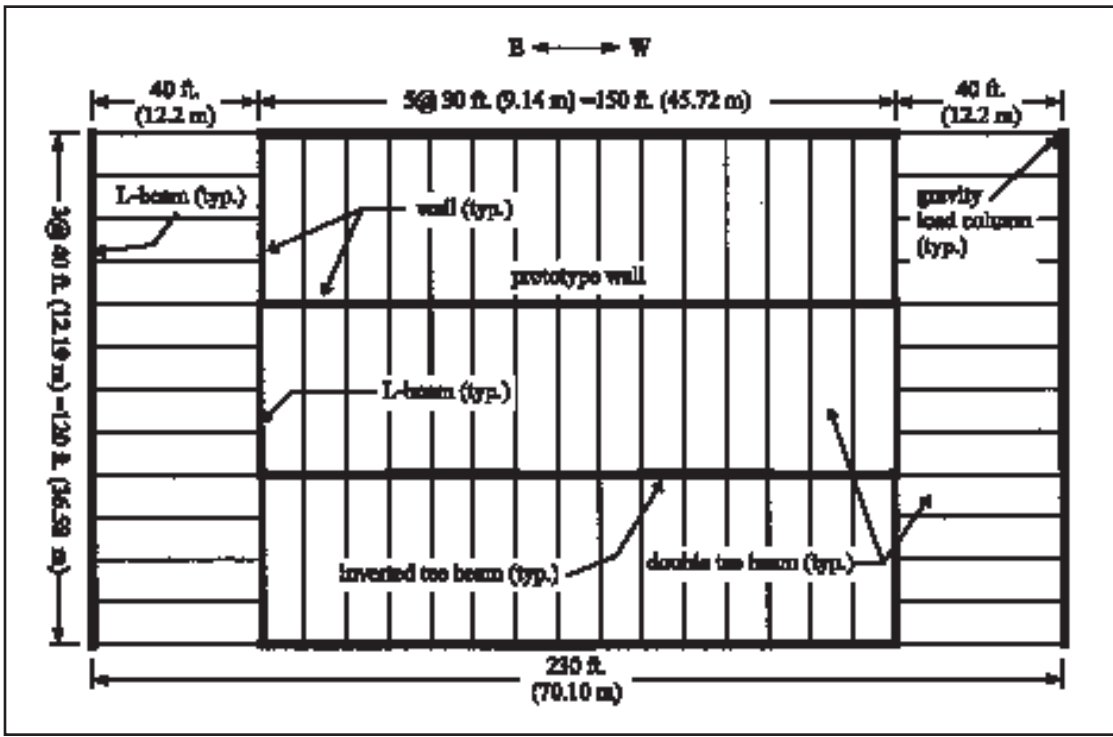 E W
40 ft.
(12.2 m)
5@ 30 ft. (9.14 m) =150 ft. (45.72 m)
40 ft.
(12.2 m)
L-beam (typ.)
wall (typ.)
gravity
load column
(typ.)
prototype wall
3@ 40 ft. (12.19 m) =120 ft. (36.58 m)
L-beam (typ.)
inverted tee beam (typ.)
double tee beam (typ.)
230 ft.
(70.10 m)